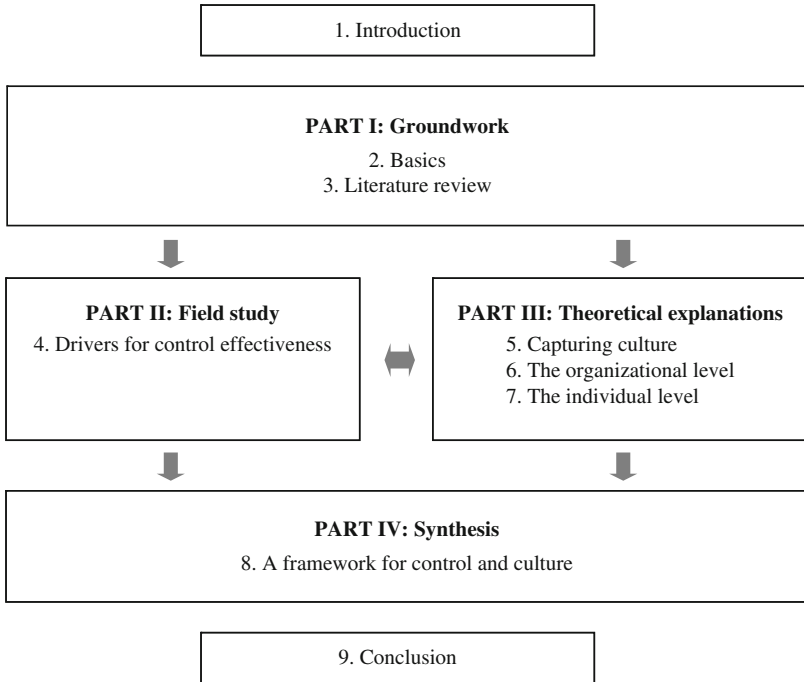 1. Introduction
PART I: Groundwork
2. Basics
3. Literature review
PART II: Field study
4. Drivers for control effectiveness
PART III: Theoretical explanations
5. Capturing culture
6. The organizational level
7. The individual level
PART IV: Synthesis
8. A framework for control and culture
9. Conclusion